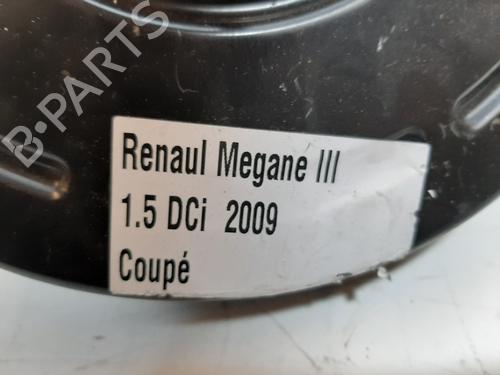 B-PARTS
Renaul Megane III
1.5 DCi 2009
Coupé